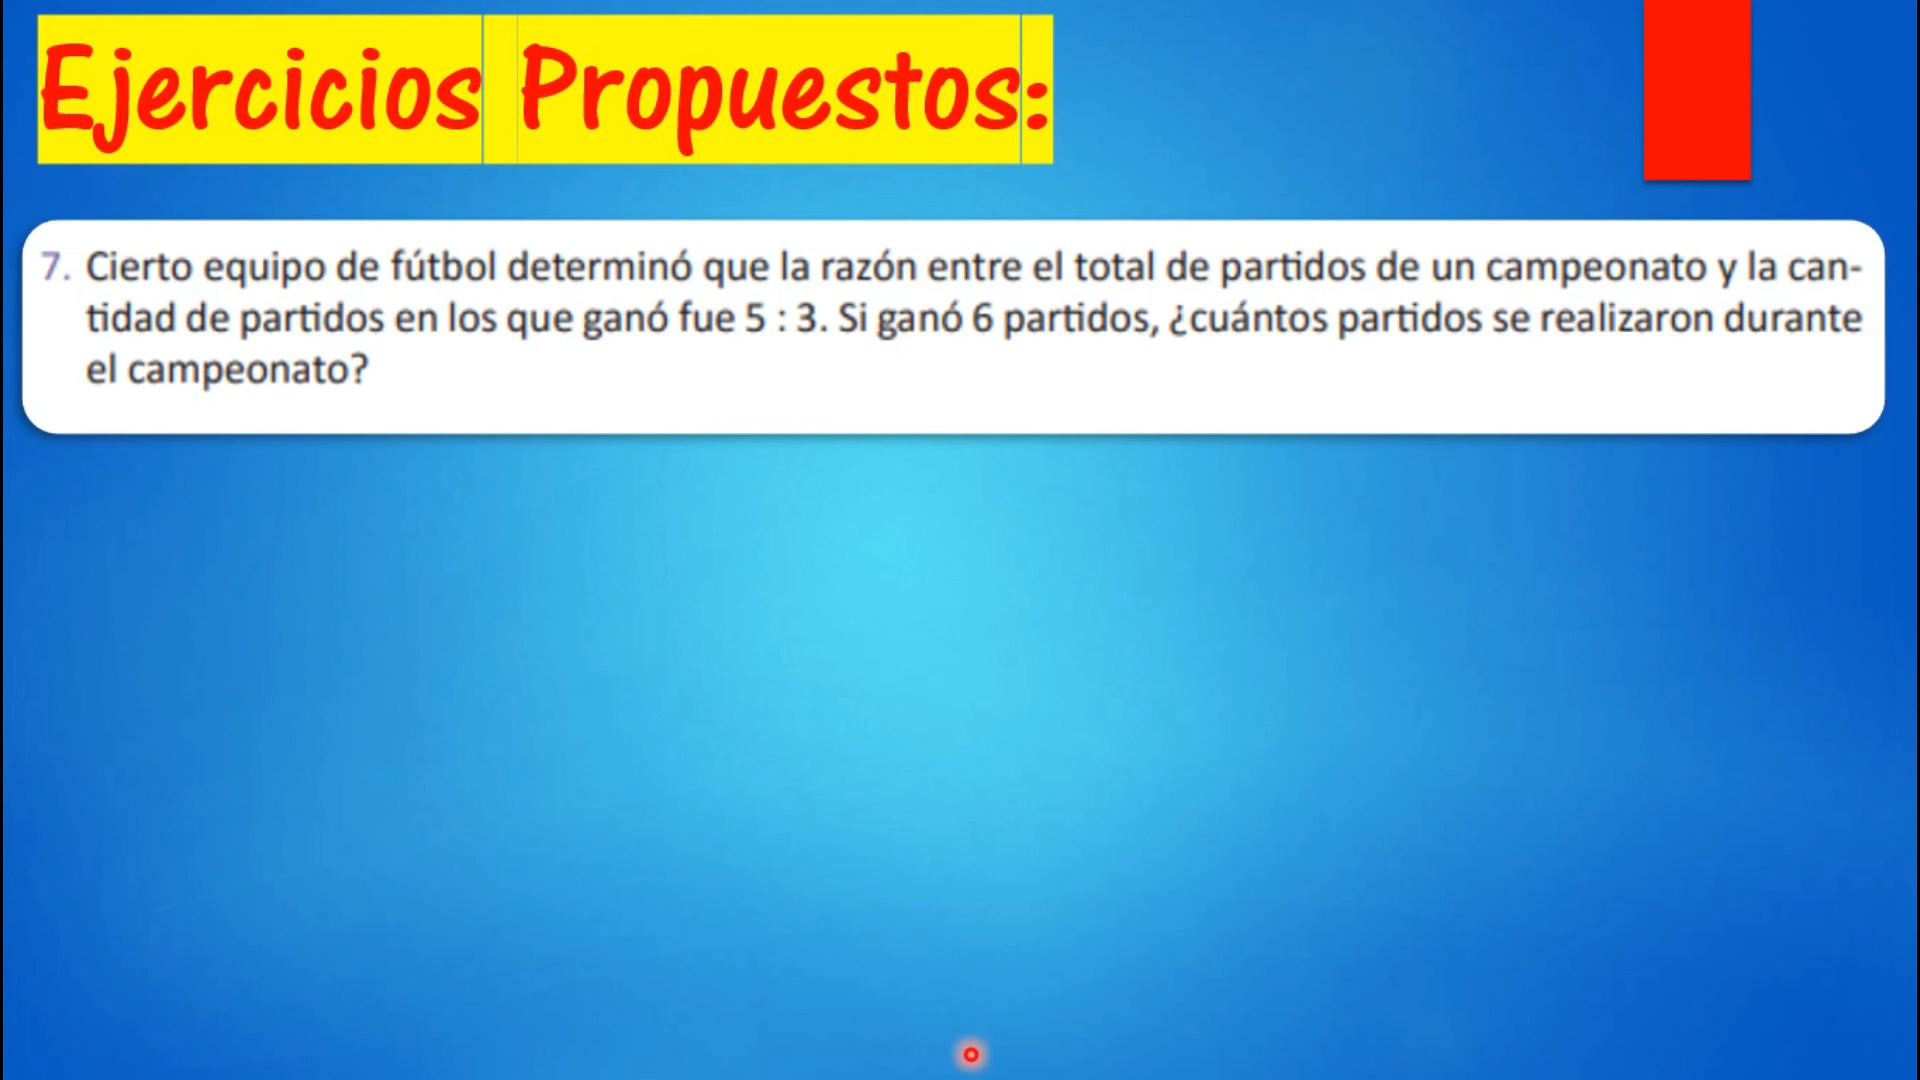 Ejercicios Propuestos:
7. Cierto equipo de fútbol determinó que la razón entre el total de partidos de un campeonato y la can-
tidad de partidos en los que ganó fue 5 : 3. Si ganó 6 partidos, ¿cuántos partidos se realizaron durante
el campeonato?